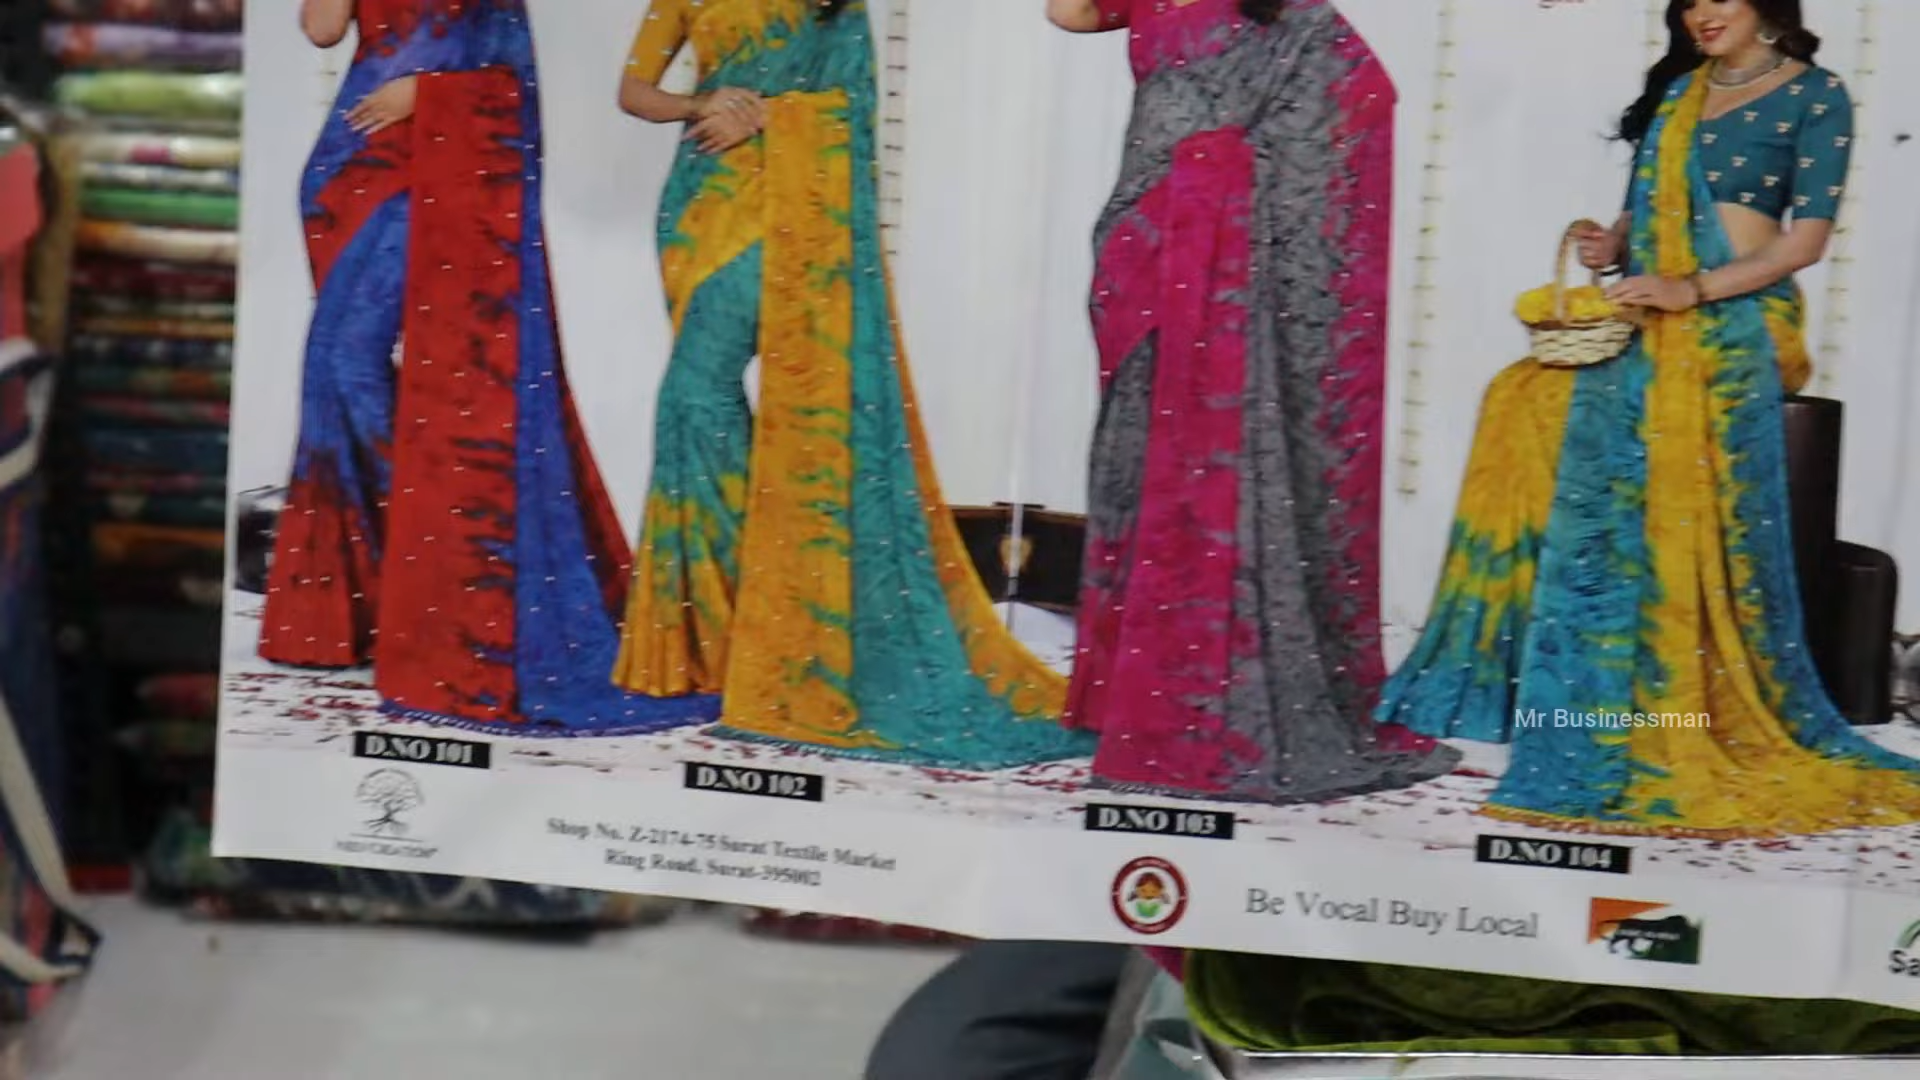 D.NO 101
D.NO 102
D.NO 103
D.NO 104
Mr Businessman
Shop No. Z-2174-75 Surat Textile Market
Ring Road, Surat-395002
Be Vocal Buy Local